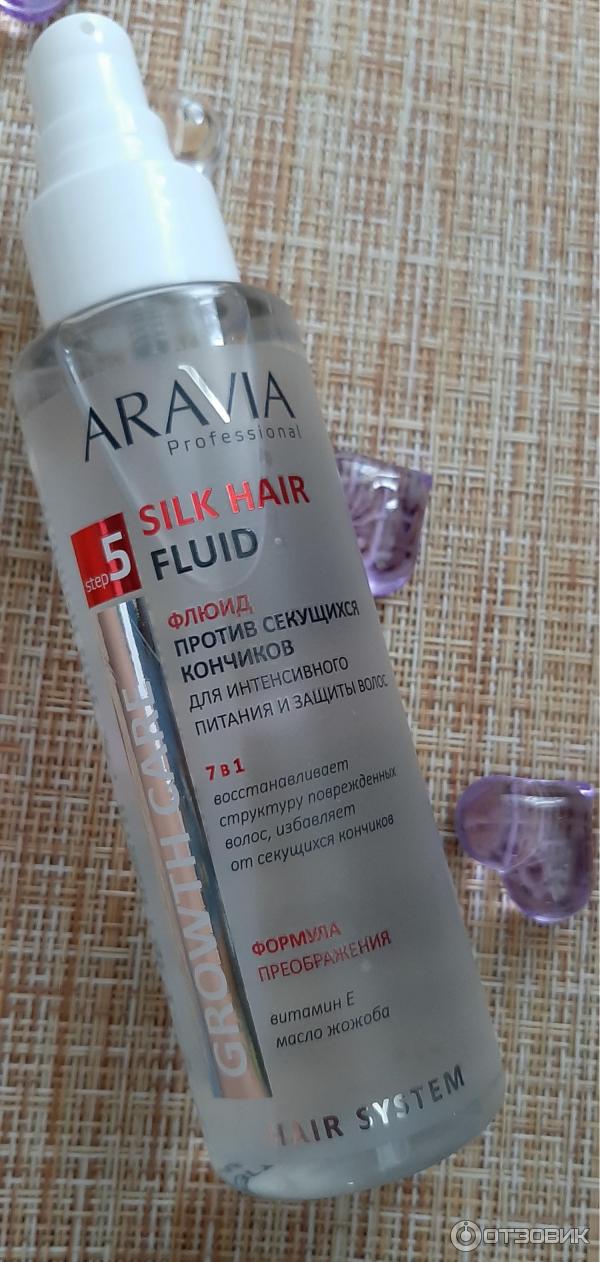 ARAVIA
Professional
step 5
SILK HAIR
FLUID
ФЛЮИД
ПРОТИВ СЕКУЩИХСЯ
КОНЧИКОВ
ДЛЯ ИНТЕНСИВНОГО
ПИТАНИЯ И ЗАЩИТЫ ВОЛОС
7 в 1
восстанавливает
структуру поврежденных
волос, избавляет
от секущихся кончиков
GROWTH CARE
ФОРМУЛА
ПРЕОБРАЖЕНИЯ
витамин Е
масло жожоба
HAIR SYSTEM
ОТЗОВИК